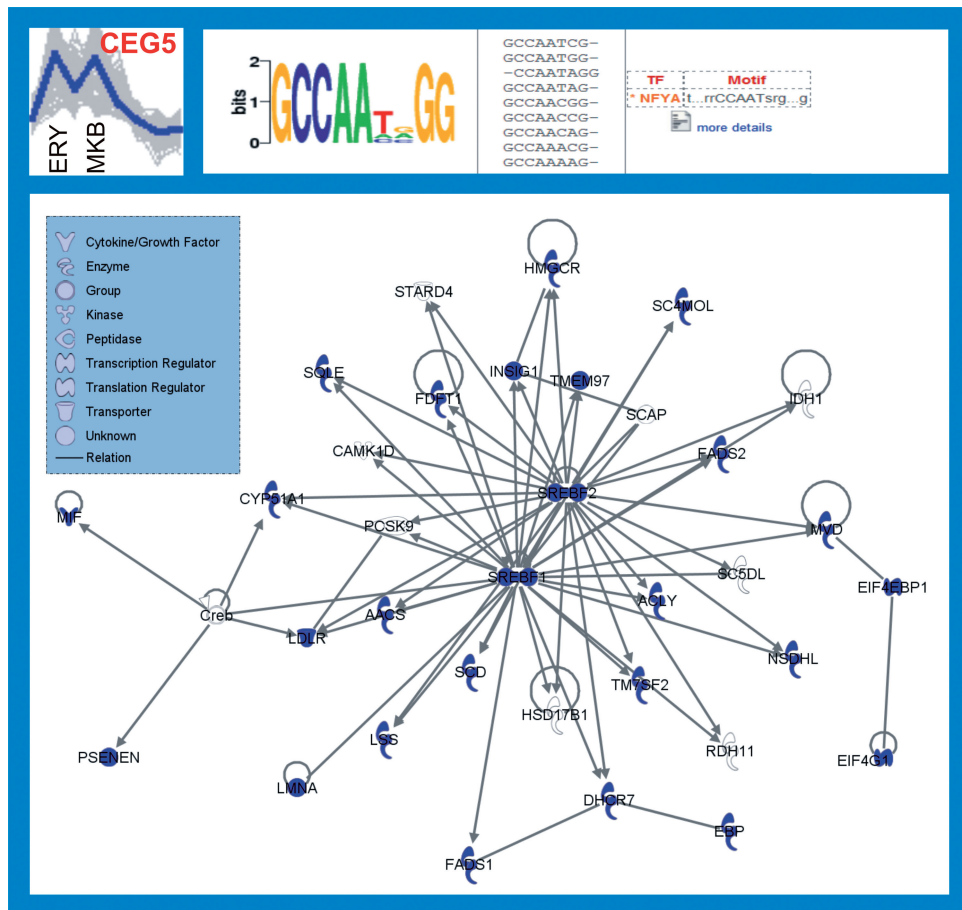 CEG5
ERY
MKB
bits
2
1
0
GCCAATCGGG
GCCAATCG-
GCCAATGG-
-CCAATAGG
GCCAATAG-
GCCAACGG-
GCCAACCG-
GCCAACAG-
GCCAAACG-
GCCAAAAG-
TF Motif
* NFYA t...rrCCAATsrg...g
more details
Cytokine/Growth Factor
Enzyme
Group
Kinase
Peptidase
Transcription Regulator
Translation Regulator
Transporter
Unknown
Relation
HMGCR
STARD4
SC4MOL
SQLE
INSIG1
TMEM97
FDFT1
IDH1
SCAP
CAMK1D
FADS2
CYP51A1
SREBF2
MIF
PCSK9
MVD
SREBF1
SC5DL
EIF4EBP1
Creb
AACS
ACLY
LDLR
SCD
NSDHL
TM7SF2
HSD17B1
LSS
RDH11
PSENEN
EIF4G1
LMNA
DHCR7
EBP
FADS1